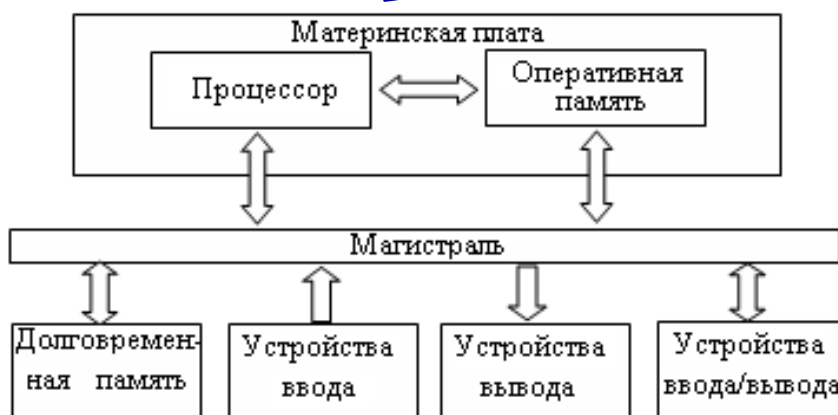 Материнская плата
Процессор
Оперативная
память
Магистраль
Долговремен-
ная память
Устройства
ввода
Устройства
вывода
Устройства
ввода/вывода